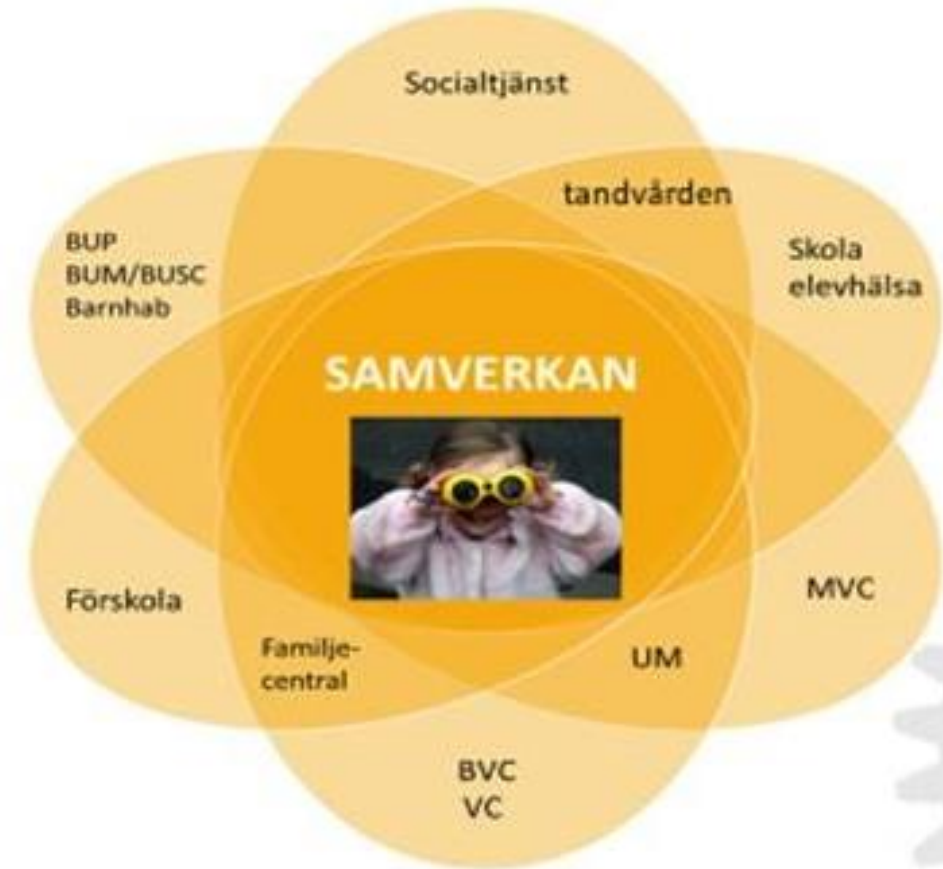 Socialtjänst
tandvården
BUP
BUM/BUSC
Barnhab
Skola
elevhälsa
SAMVERKAN
Förskola
MVC
Familje-
central
UM
BVC
VC